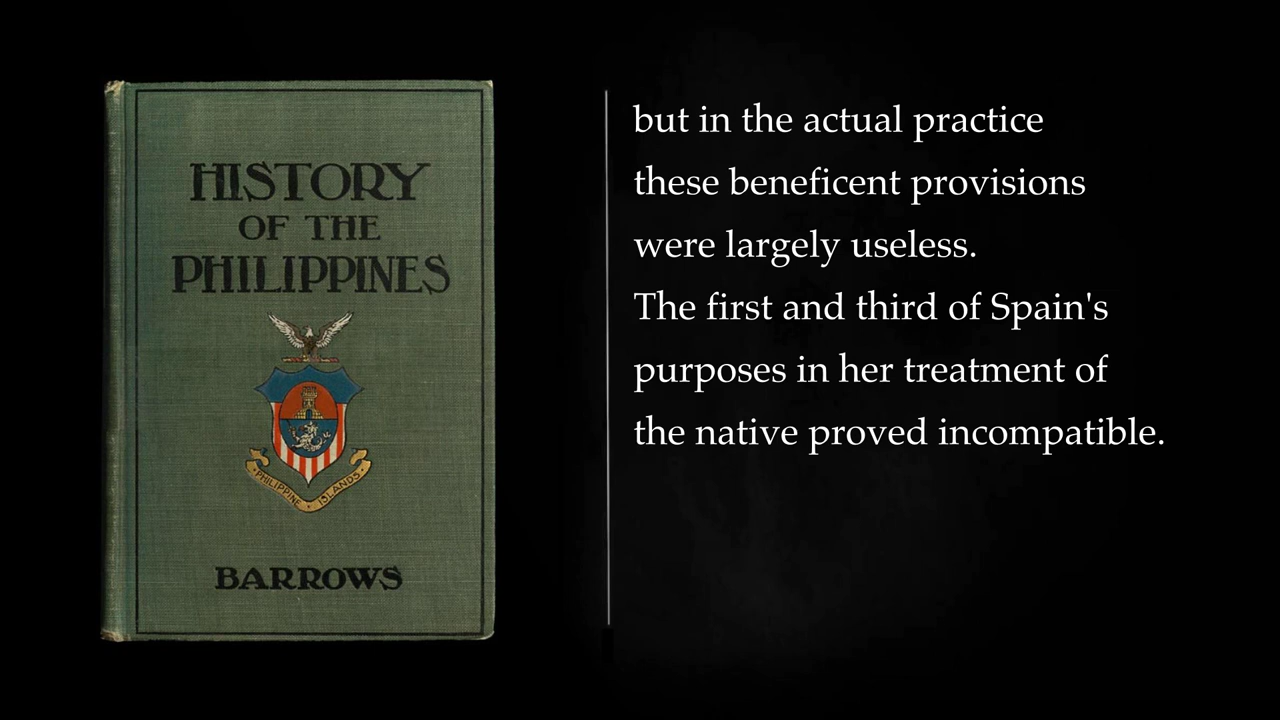 HISTORY
OF THE
PHILIPPINES
PHILIPPINE ISLANDS
BARROWS
but in the actual practice
these beneficent provisions
were largely useless.
The first and third of Spain's
purposes in her treatment of
the native proved incompatible.